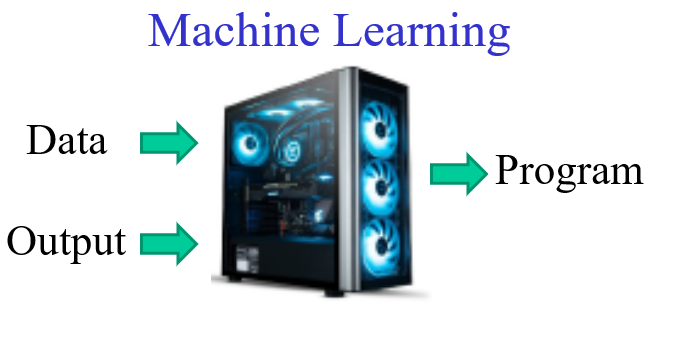 Machine Learning
Data
Program
Output